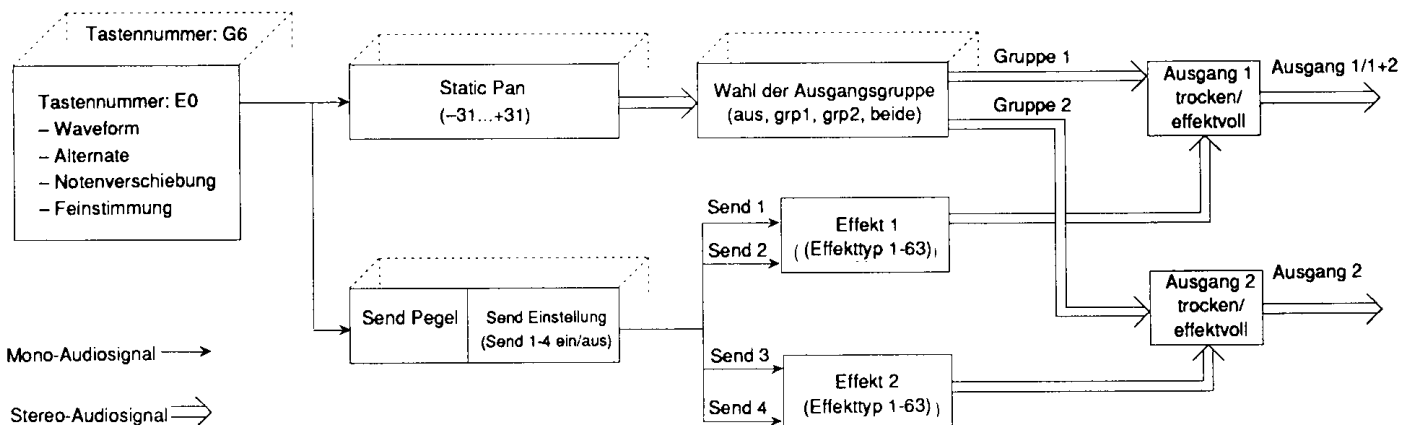 Tastennummer: G6
Tastennummer: E0
– Waveform
– Alternate
– Notenverschiebung
– Feinstimmung
Static Pan
(–31...+31)
Wahl der Ausgangsgruppe
(aus, grp1, grp2, beide)
Gruppe 1
Gruppe 2
Ausgang 1
trocken/
effektvoll
Ausgang 1/1+2
Send Pegel
Send Einstellung
(Send 1-4 ein/aus)
Send 1
Send 2
Effekt 1
( (Effekttyp 1-63) )
Send 3
Send 4
Effekt 2
(Effekttyp 1-63) )
Ausgang 2
trocken/
effektvoll
Ausgang 2
Mono-Audiosignal
Stereo-Audiosignal